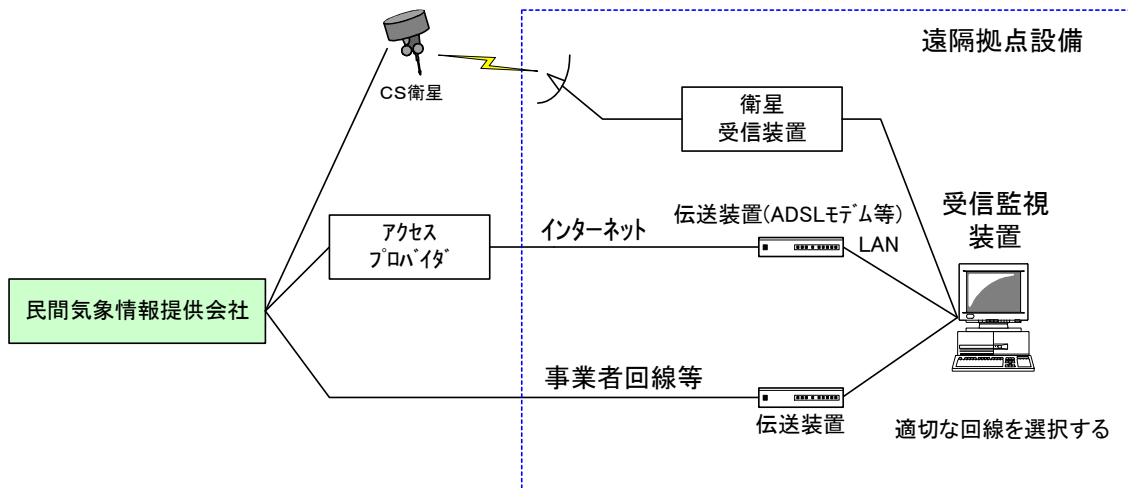 遠隔拠点設備
CS衛星
衛星
受信装置
伝送装置(ADSLﾓﾃﾞﾑ等)
LAN
受信監視
装置
アクセス
ﾌﾟﾛﾊﾞｲﾀﾞ
インターネット
民間気象情報提供会社
事業者回線等
伝送装置
適切な回線を選択する